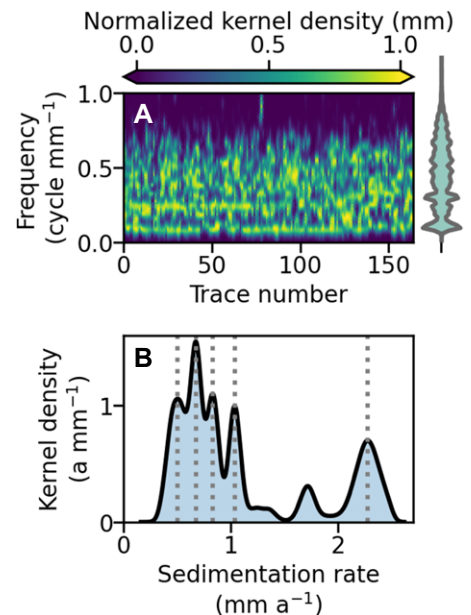 Normalized kernel density (mm)
0.0 0.5 1.0
A
1.0
0.5
0.0
Frequency
(cycle mm⁻¹)
0 50 100 150
Trace number
B
1
0
Kernel density
(a mm⁻¹)
0 1 2
Sedimentation rate
(mm a⁻¹)